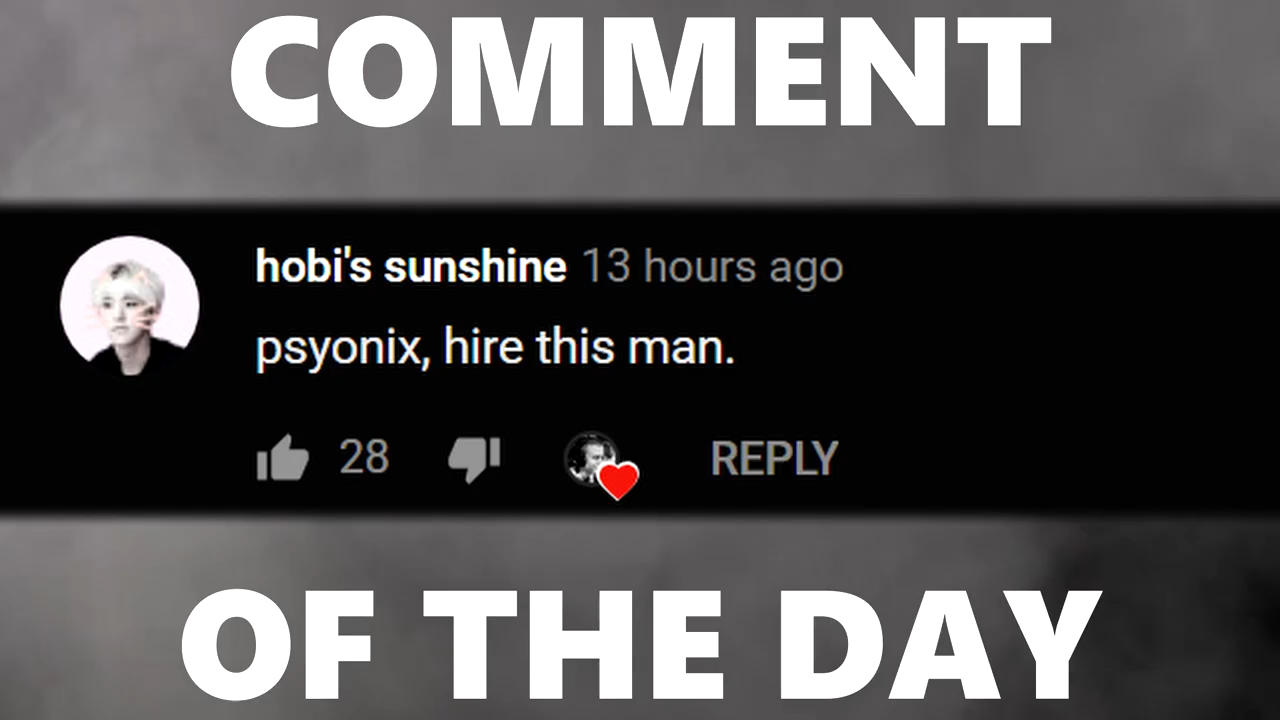 COMMENT
hobi's sunshine 13 hours ago
psyonix, hire this man.
28 REPLY
OF THE DAY